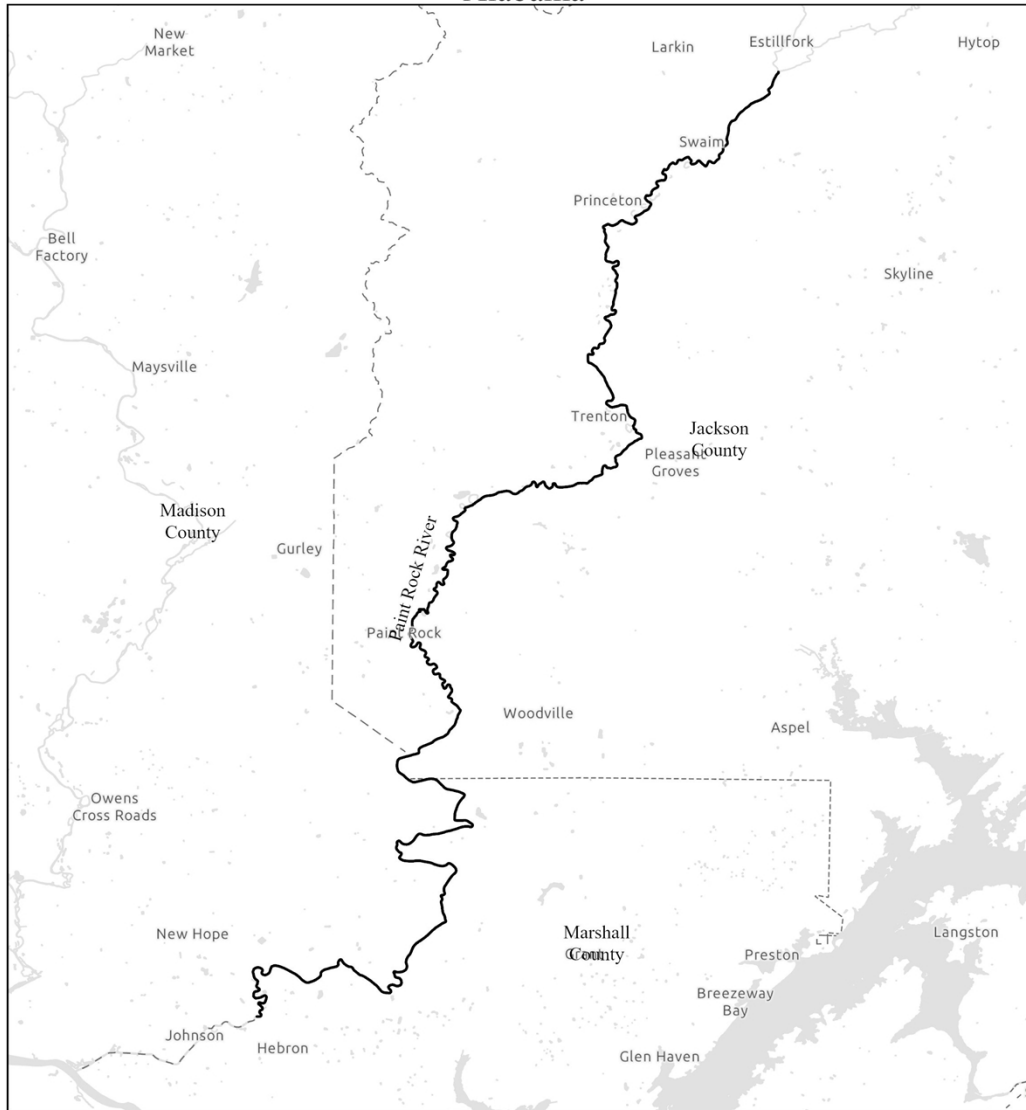 Alabama
New
Market
Larkin
Estillfork
Hytop
Swaim
Princeton
Bell
Factory
Skyline
Maysville
Trenton
Jackson
County
Pleasant
Groves
Madison
County
Gurley
Paint Rock River
Paint Rock
Woodville
Aspel
Owens
Cross Roads
New Hope
Marshall
County
Grant
Preston
Langston
Breezeway
Bay
Johnson
Hebron
Glen Haven